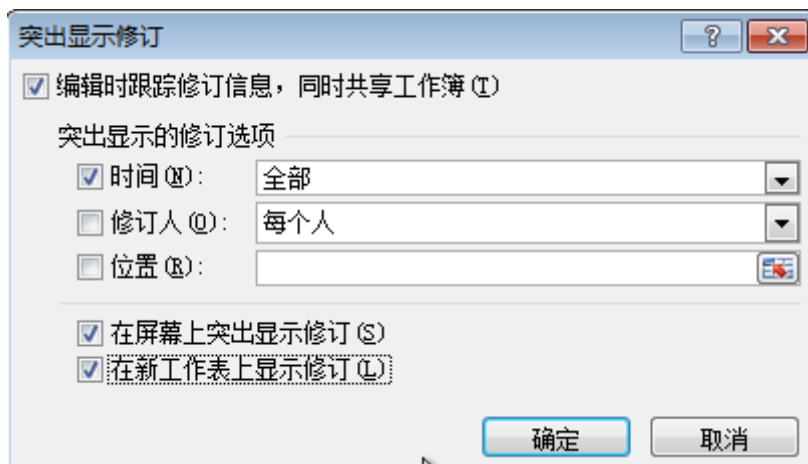 突出显示修订
编辑时跟踪修订信息，同时共享工作簿(T)
突出显示的修订选项
时间(N)： 全部
修订人(O)： 每个人
位置(R)：
在屏幕上突出显示修订(S)
在新工作表上显示修订(L)
确定 取消